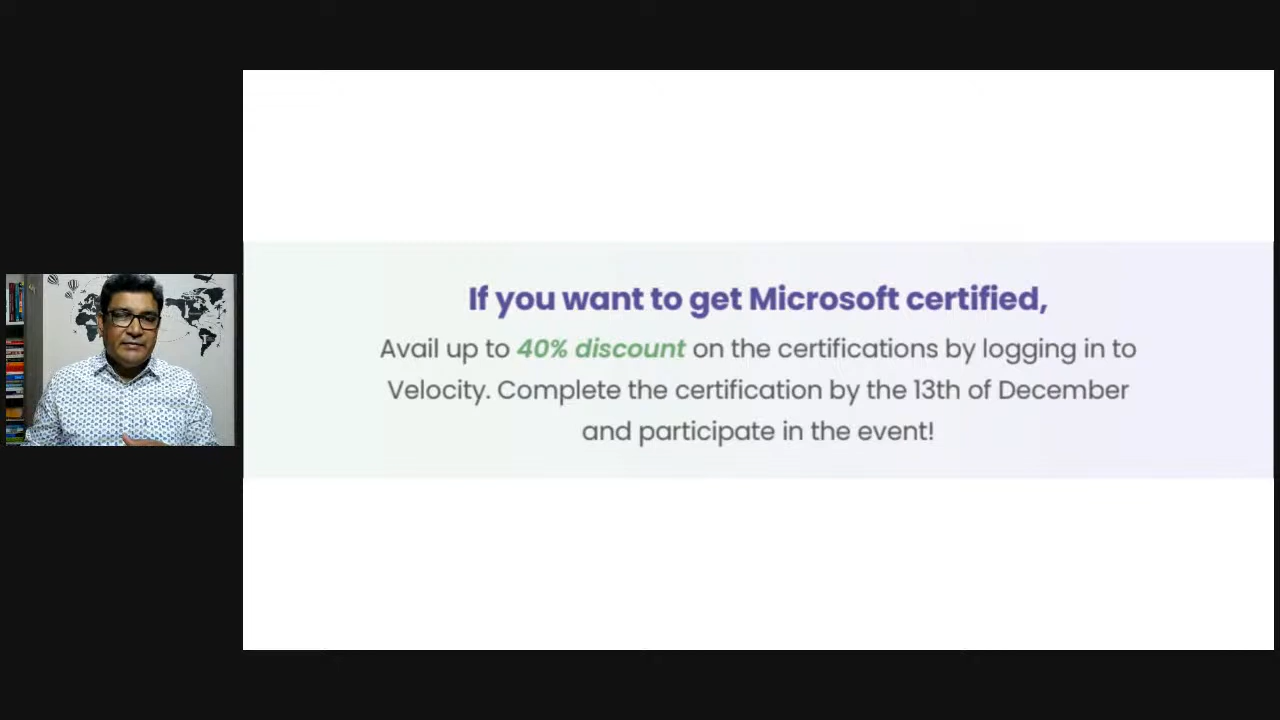 If you want to get Microsoft certified,
Avail up to 40% discount on the certifications by logging in to
Velocity. Complete the certification by the 13th of December
and participate in the event!